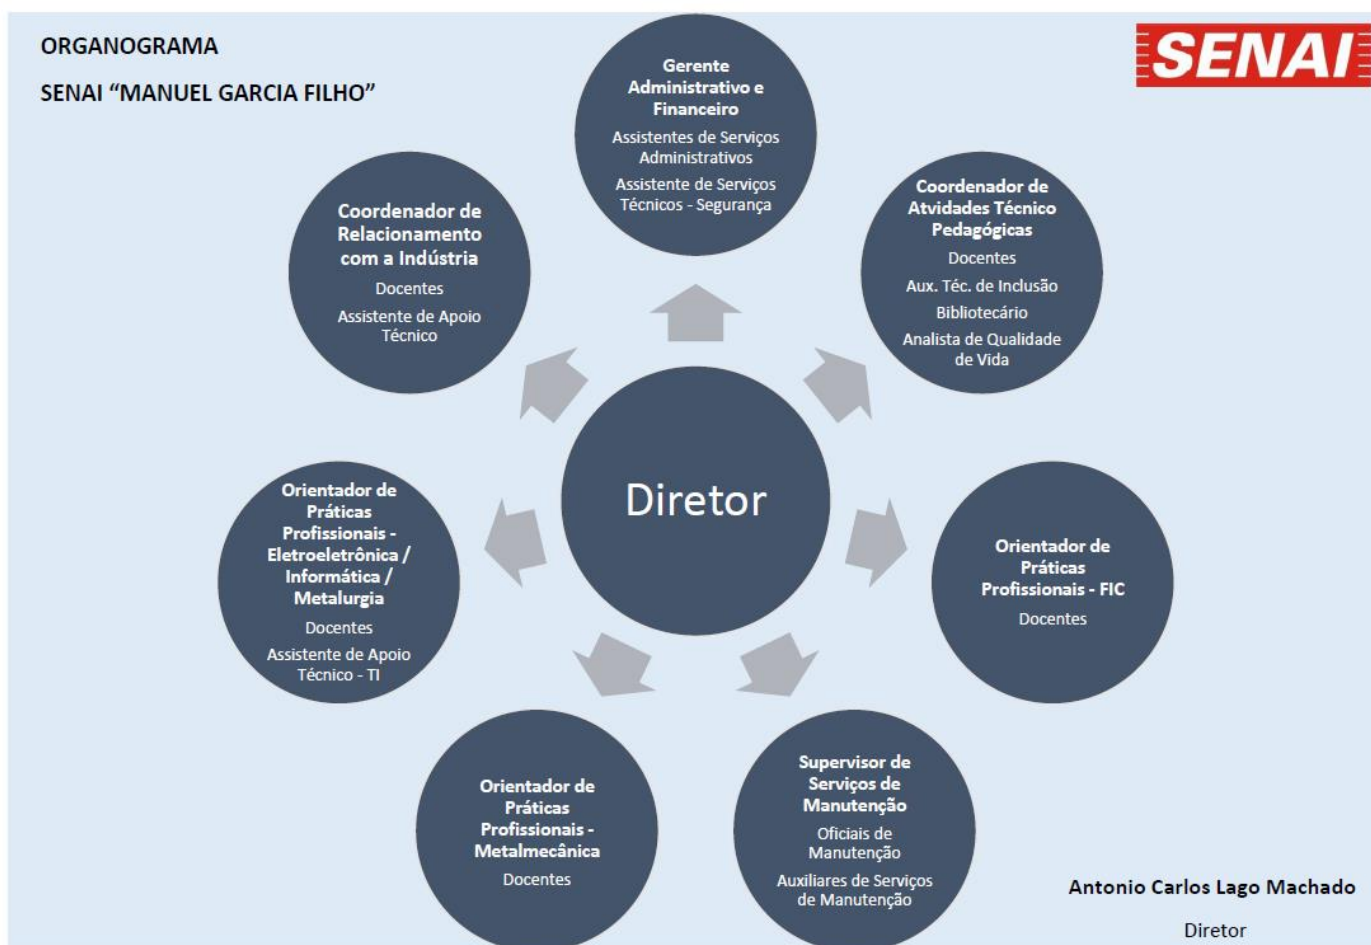 ORGANOGRAMA
SENAI “MANUEL GARCIA FILHO”
SENAI
Gerente
Administrativo e
Financeiro
Assistentes de Serviços
Administrativos
Assistente de Serviços
Técnicos - Segurança
Coordenador de
Atvidades Técnico
Pedagógicas
Docentes
Aux. Téc. de Inclusão
Bibliotecário
Analista de Qualidade
de Vida
Coordenador de
Relacionamento
com a Indústria
Docentes
Assistente de Apoio
Técnico
Diretor
Orientador de
Práticas
Profissionais - FIC
Docentes
Orientador de
Práticas
Profissionais -
Eletroeletrônica /
Informática /
Metalurgia
Docentes
Assistente de Apoio
Técnico - TI
Orientador de
Práticas
Profissionais -
Metalmecânica
Docentes
Supervisor de
Serviços de
Manutenção
Oficiais de
Manutenção
Auxiliares de Serviços
de Manutenção
Antonio Carlos Lago Machado
Diretor